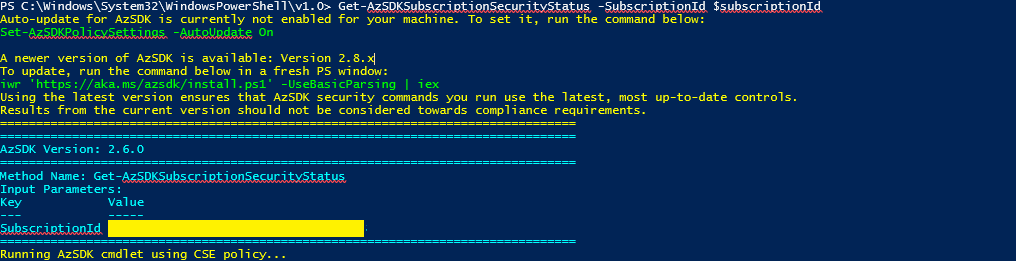 PS C:\Windows\System32\WindowsPowerShell\v1.0> Get-AzSDKSubscriptionSecurityStatus -SubscriptionId $subscriptionId
Auto-update for AzSDK is currently not enabled for your machine. To set it, run the command below:
Set-AzSDKPolicySettings -AutoUpdate On
A newer version of AzSDK is available: Version 2.8.x
To update, run the command below in a fresh PS window:
iwr 'https://aka.ms/azsdk/install.ps1' -UseBasicParsing | iex
Using the latest version ensures that AzSDK security commands you run use the latest, most up-to-date controls.
Results from the current version should not be considered towards compliance requirements.
================================================================================
================================================================================
AzSDK Version: 2.6.0
================================================================================
Method Name: Get-AzSDKSubscriptionSecurityStatus
Input Parameters:
Key Value
--- -----
SubscriptionId
================================================================================
Running AzSDK cmdlet using CSE policy...